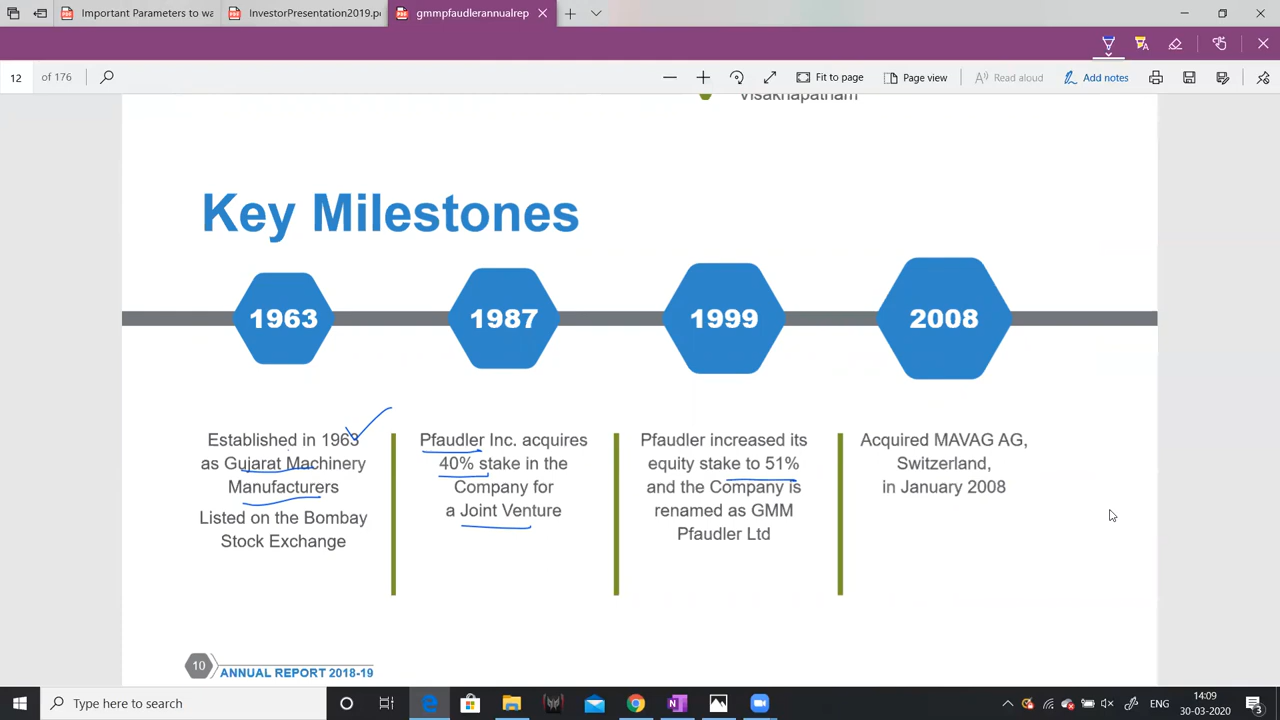 Important Parameters to wa
InvestorPresentation2019.p
gmmpfaudlerannualrep
12 of 176
Fit to page
Page view
Read aloud
Add notes
Visakhapatnam
Key Milestones
1963
1987
1999
2008
Established in 1963
as Gujarat Machinery
Manufacturers
Listed on the Bombay
Stock Exchange
Pfaudler Inc. acquires
40% stake in the
Company for
a Joint Venture
Pfaudler increased its
equity stake to 51%
and the Company is
renamed as GMM
Pfaudler Ltd
Acquired MAVAG AG,
Switzerland,
in January 2008
10 ANNUAL REPORT 2018-19
Type here to search
ENG
14:09
30-03-2020
3